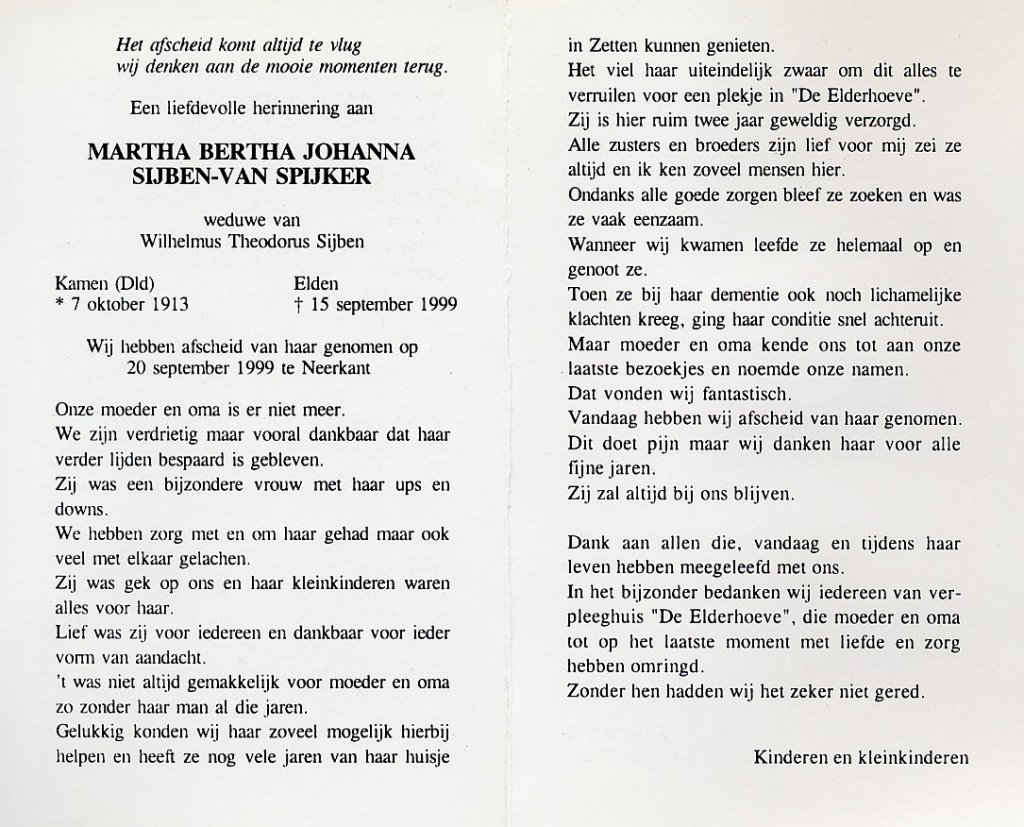 Het afscheid komt altijd te vlug
wij denken aan de mooie momenten terug.
Een liefdevolle herinnering aan
MARTHA BERTHA JOHANNA
SIJBEN-VAN SPIJKER
weduwe van
Wilhelmus Theodorus Sijben
Kamen (Dld) Elden
* 7 oktober 1913 † 15 september 1999
Wij hebben afscheid van haar genomen op
20 september 1999 te Neerkant
Onze moeder en oma is er niet meer.
We zijn verdrietig maar vooral dankbaar dat haar
verder lijden bespaard is gebleven.
Zij was een bijzondere vrouw met haar ups en
downs.
We hebben zorg met en om haar gehad maar ook
veel met elkaar gelachen.
Zij was gek op ons en haar kleinkinderen waren
alles voor haar.
Lief was zij voor iedereen en dankbaar voor ieder
vorm van aandacht.
't was niet altijd gemakkelijk voor moeder en oma
zo zonder haar man al die jaren.
Gelukkig konden wij haar zoveel mogelijk hierbij
helpen en heeft ze nog vele jaren van haar huisje
in Zetten kunnen genieten.
Het viel haar uiteindelijk zwaar om dit alles te
verruilen voor een plekje in "De Elderhoeve".
Zij is hier ruim twee jaar geweldig verzorgd.
Alle zusters en broeders zijn lief voor mij zei ze
altijd en ik ken zoveel mensen hier.
Ondanks alle goede zorgen bleef ze zoeken en was
ze vaak eenzaam.
Wanneer wij kwamen leefde ze helemaal op en
genoot ze.
Toen ze bij haar dementie ook noch lichamelijke
klachten kreeg, ging haar conditie snel achteruit.
Maar moeder en oma kende ons tot aan onze
laatste bezoekjes en noemde onze namen.
Dat vonden wij fantastisch.
Vandaag hebben wij afscheid van haar genomen.
Dit doet pijn maar wij danken haar voor alle
fijne jaren.
Zij zal altijd bij ons blijven.
Dank aan allen die, vandaag en tijdens haar
leven hebben meegeleefd met ons.
In het bijzonder bedanken wij iedereen van ver-
pleeghuis "De Elderhoeve", die moeder en oma
tot op het laatste moment met liefde en zorg
hebben omringd.
Zonder hen hadden wij het zeker niet gered.
Kinderen en kleinkinderen